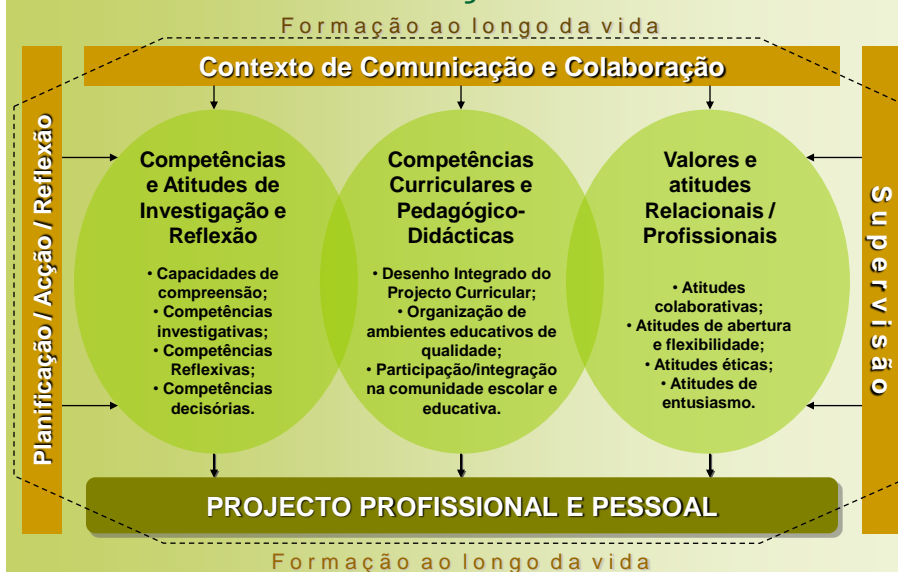 Formação ao longo da vida
Contexto de Comunicação e Colaboração
Planificação / Acção / Reflexão
Competências
e Atitudes de
Investigação e
Reflexão
• Capacidades de
compreensão;
• Competências
investigativas;
• Competências
Reflexivas;
• Competências
decisórias.
Competências
Curriculares e
Pedagógico-
Didácticas
• Desenho Integrado do
Projecto Curricular;
• Organização de
ambientes educativos de
qualidade;
• Participação/integração
na comunidade escolar e
educativa.
Valores e
atitudes
Relacionais /
Profissionais
• Atitudes
colaborativas;
• Atitudes de abertura
e flexibilidade;
• Atitudes éticas;
• Atitudes de
entusiasmo.
Supervisão
PROJECTO PROFISSIONAL E PESSOAL
Formação ao longo da vida